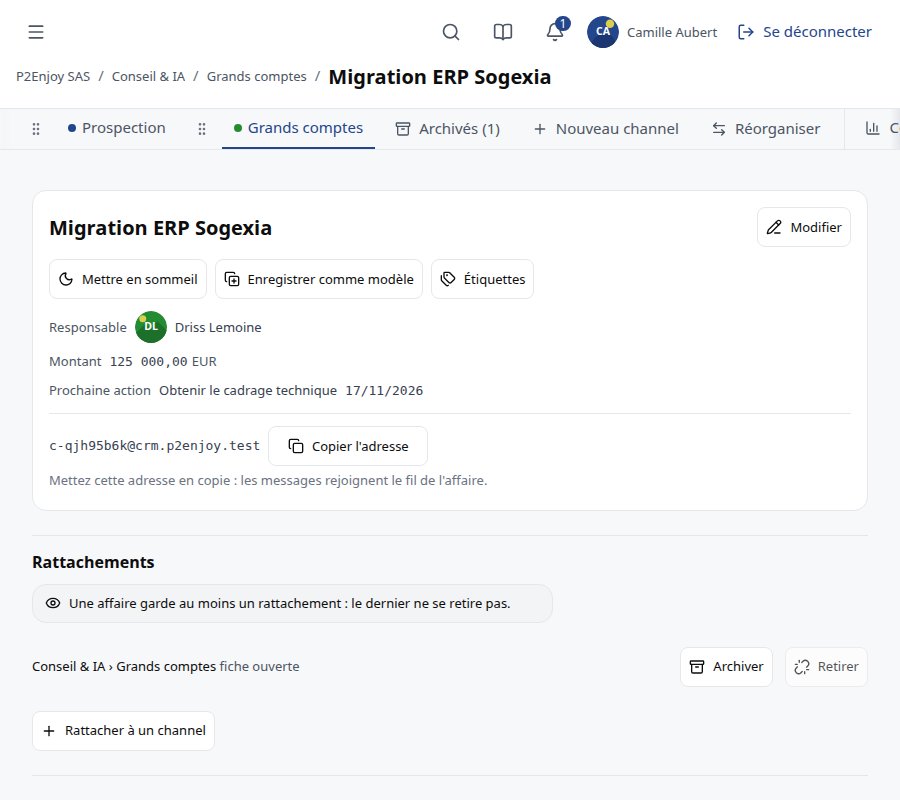 1 CA Camille Aubert Se déconnecter
P2Enjoy SAS / Conseil & IA / Grands comptes / Migration ERP Sogexia
Prospection Grands comptes Archivés (1) Nouveau channel Réorganiser
Migration ERP Sogexia Modifier
Mettre en sommeil Enregistrer comme modèle Étiquettes
Responsable DL Driss Lemoine
Montant 125 000,00 EUR
Prochaine action Obtenir le cadrage technique 17/11/2026
c-qjh95b6k@crm.p2enjoy.test Copier l'adresse
Mettez cette adresse en copie : les messages rejoignent le fil de l'affaire.
Rattachements
Une affaire garde au moins un rattachement : le dernier ne se retire pas.
Conseil & IA › Grands comptes fiche ouverte Archiver Retirer
Rattacher à un channel